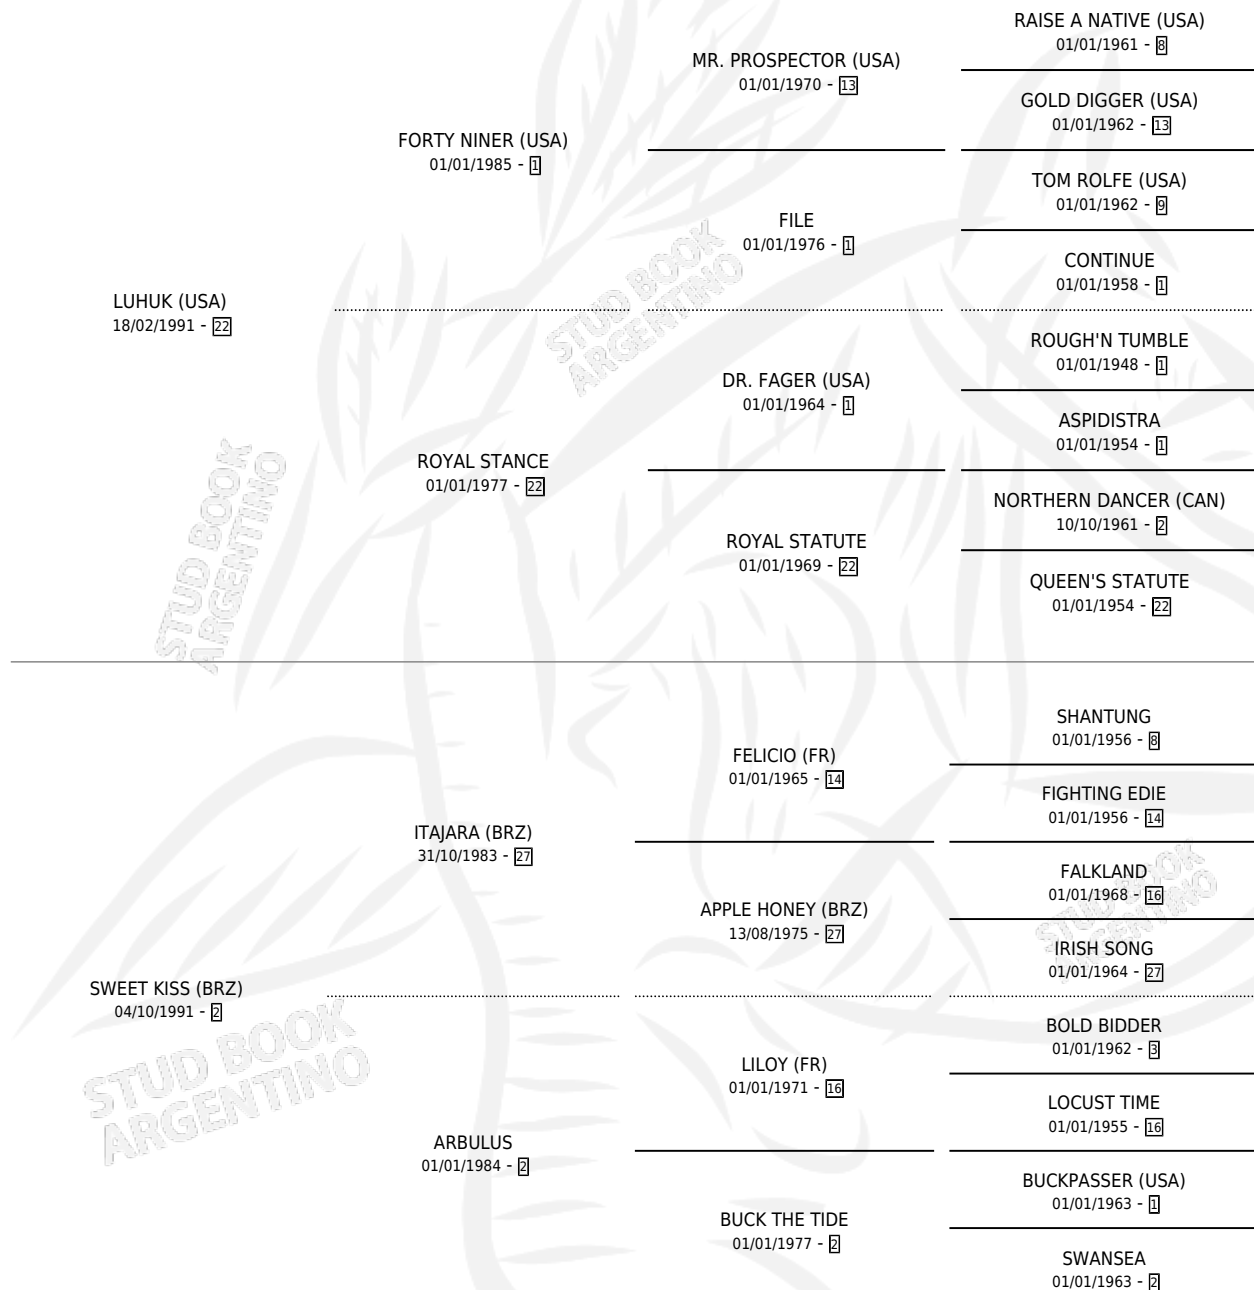 RAISE A NATIVE (USA)
01/01/1961 - 8
MR. PROSPECTOR (USA)
01/01/1970 - 13
GOLD DIGGER (USA)
01/01/1962 - 13
FORTY NINER (USA)
01/01/1985 - 1
TOM ROLFE (USA)
01/01/1962 - 9
FILE
01/01/1976 - 1
CONTINUE
01/01/1958 - 1
LUHUK (USA)
18/02/1991 - 22
ROUGH'N TUMBLE
01/01/1948 - 1
DR. FAGER (USA)
01/01/1964 - 1
ASPIDISTRA
01/01/1954 - 1
ROYAL STANCE
01/01/1977 - 22
NORTHERN DANCER (CAN)
10/10/1961 - 2
ROYAL STATUTE
01/01/1969 - 22
QUEEN'S STATUTE
01/01/1954 - 22
SHANTUNG
01/01/1956 - 8
FELICIO (FR)
01/01/1965 - 14
FIGHTING EDIE
01/01/1956 - 14
ITAJARA (BRZ)
31/10/1983 - 27
FALKLAND
01/01/1968 - 16
APPLE HONEY (BRZ)
13/08/1975 - 27
IRISH SONG
01/01/1964 - 27
SWEET KISS (BRZ)
04/10/1991 - 2
BOLD BIDDER
01/01/1962 - 3
LILOY (FR)
01/01/1971 - 16
LOCUST TIME
01/01/1955 - 16
ARBULUS
01/01/1984 - 2
BUCKPASSER (USA)
01/01/1963 - 1
BUCK THE TIDE
01/01/1977 - 2
SWANSEA
01/01/1963 - 2
STUD BOOK
ARGENTINO
STUD BOOK
ARGENTINO
STUD BOOK
ARGENTINO
STUD BOOK
ARGENTINO